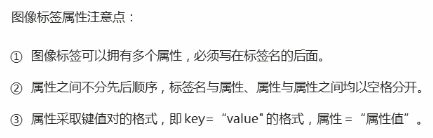 图像标签属性注意点：
① 图像标签可以拥有多个属性，必须写在标签名的后面。
② 属性之间不分先后顺序，标签名与属性、属性与属性之间均以空格分开。
③ 属性采取键值对的格式，即 key=“value" 的格式，属性 =“属性值”。